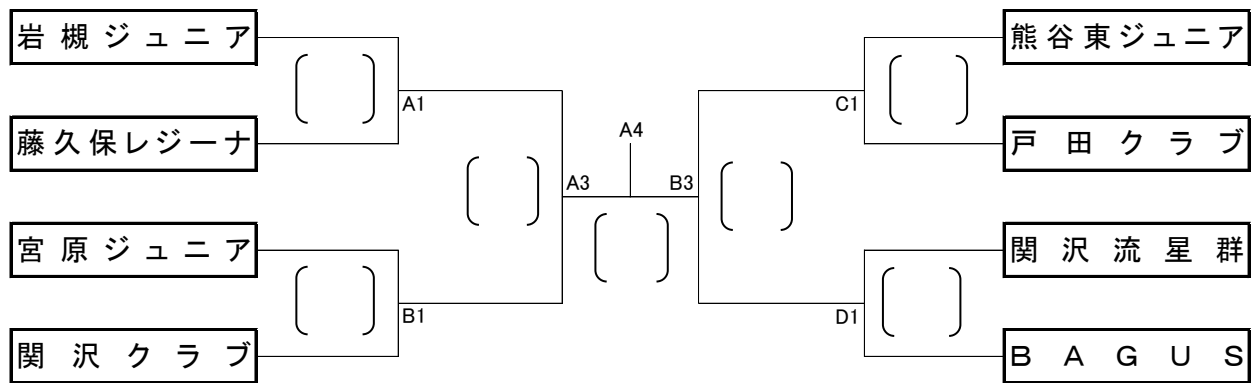 岩槻ジュニア
熊谷東ジュニア
A1
C1
藤久保レジーナ
A4
戸田クラブ
A3
B3
宮原ジュニア
関沢流星群
B1
D1
関沢クラブ
ＢＡＧＵＳ